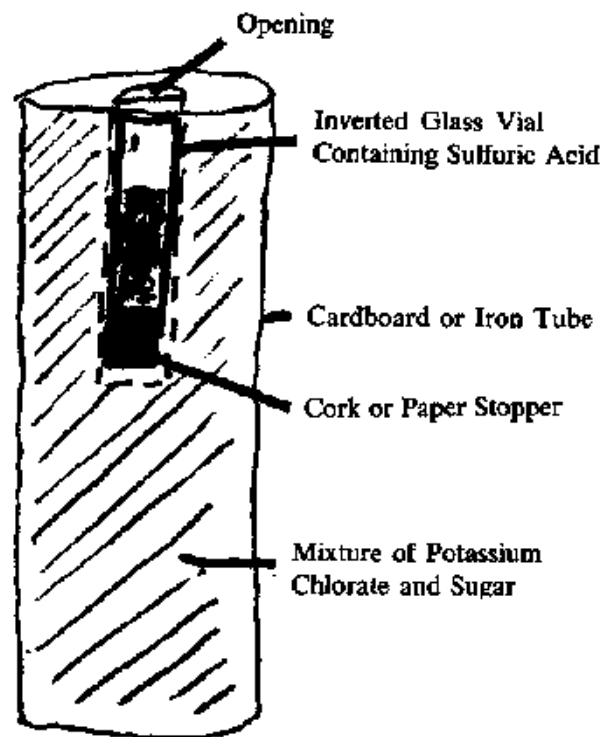 Opening
Inverted Glass Vial
Containing Sulfuric Acid
Cardboard or Iron Tube
Cork or Paper Stopper
Mixture of Potassium
Chlorate and Sugar